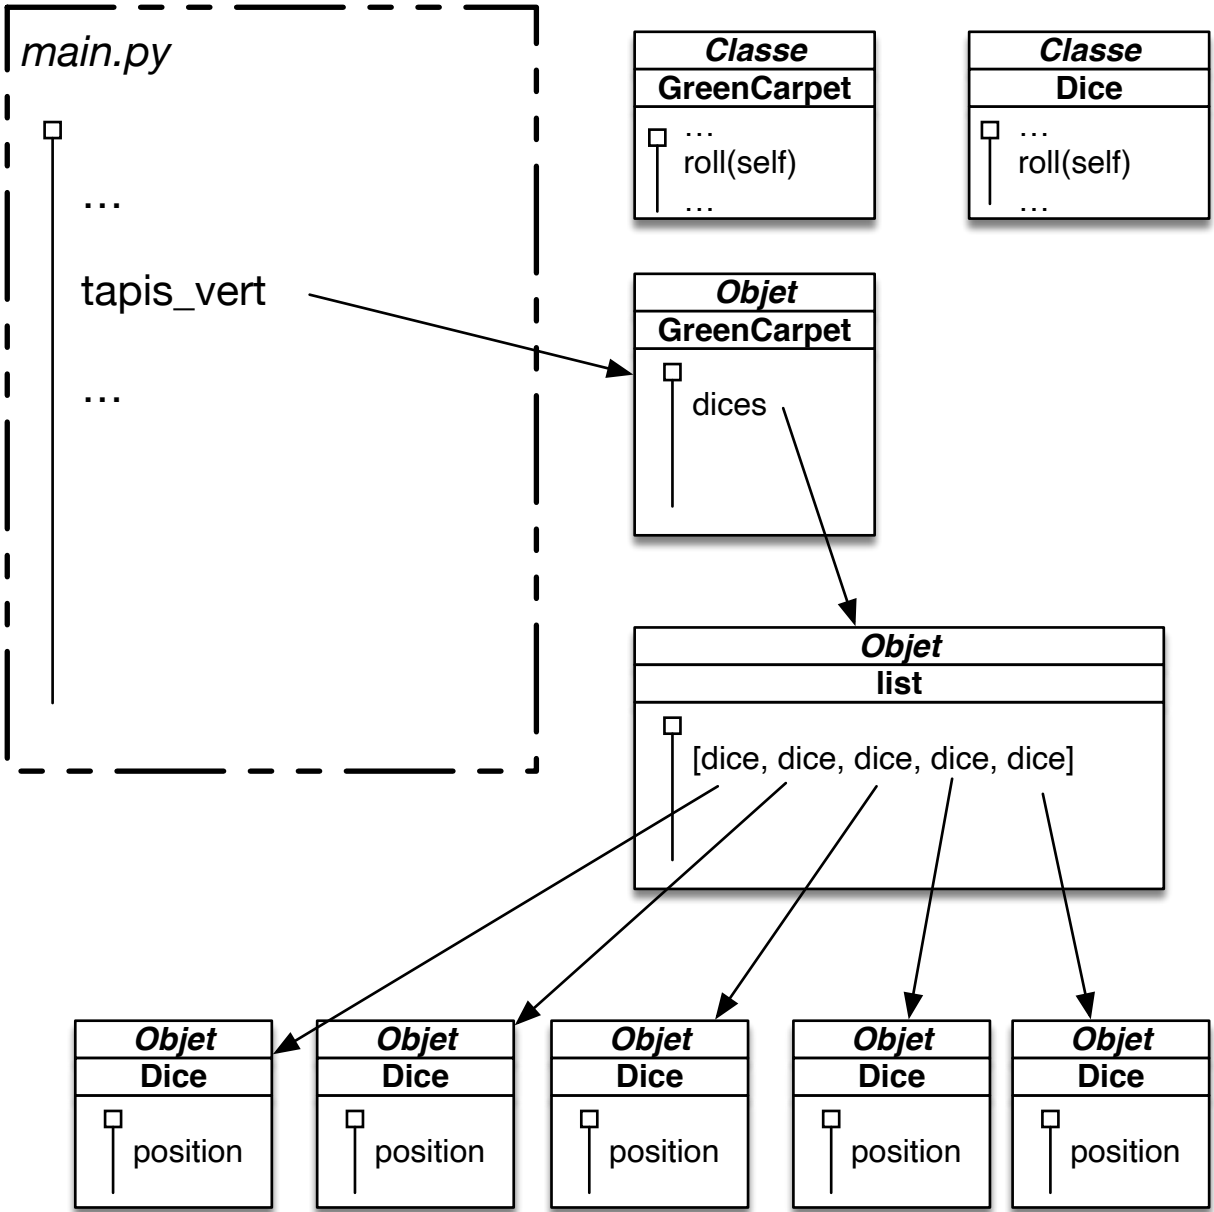 main.py
…
tapis_vert
…
Classe
GreenCarpet
…
roll(self)
…
Classe
Dice
…
roll(self)
…
Objet
GreenCarpet
dices
Objet
list
[dice, dice, dice, dice, dice]
Objet
Dice
position
Objet
Dice
position
Objet
Dice
position
Objet
Dice
position
Objet
Dice
position